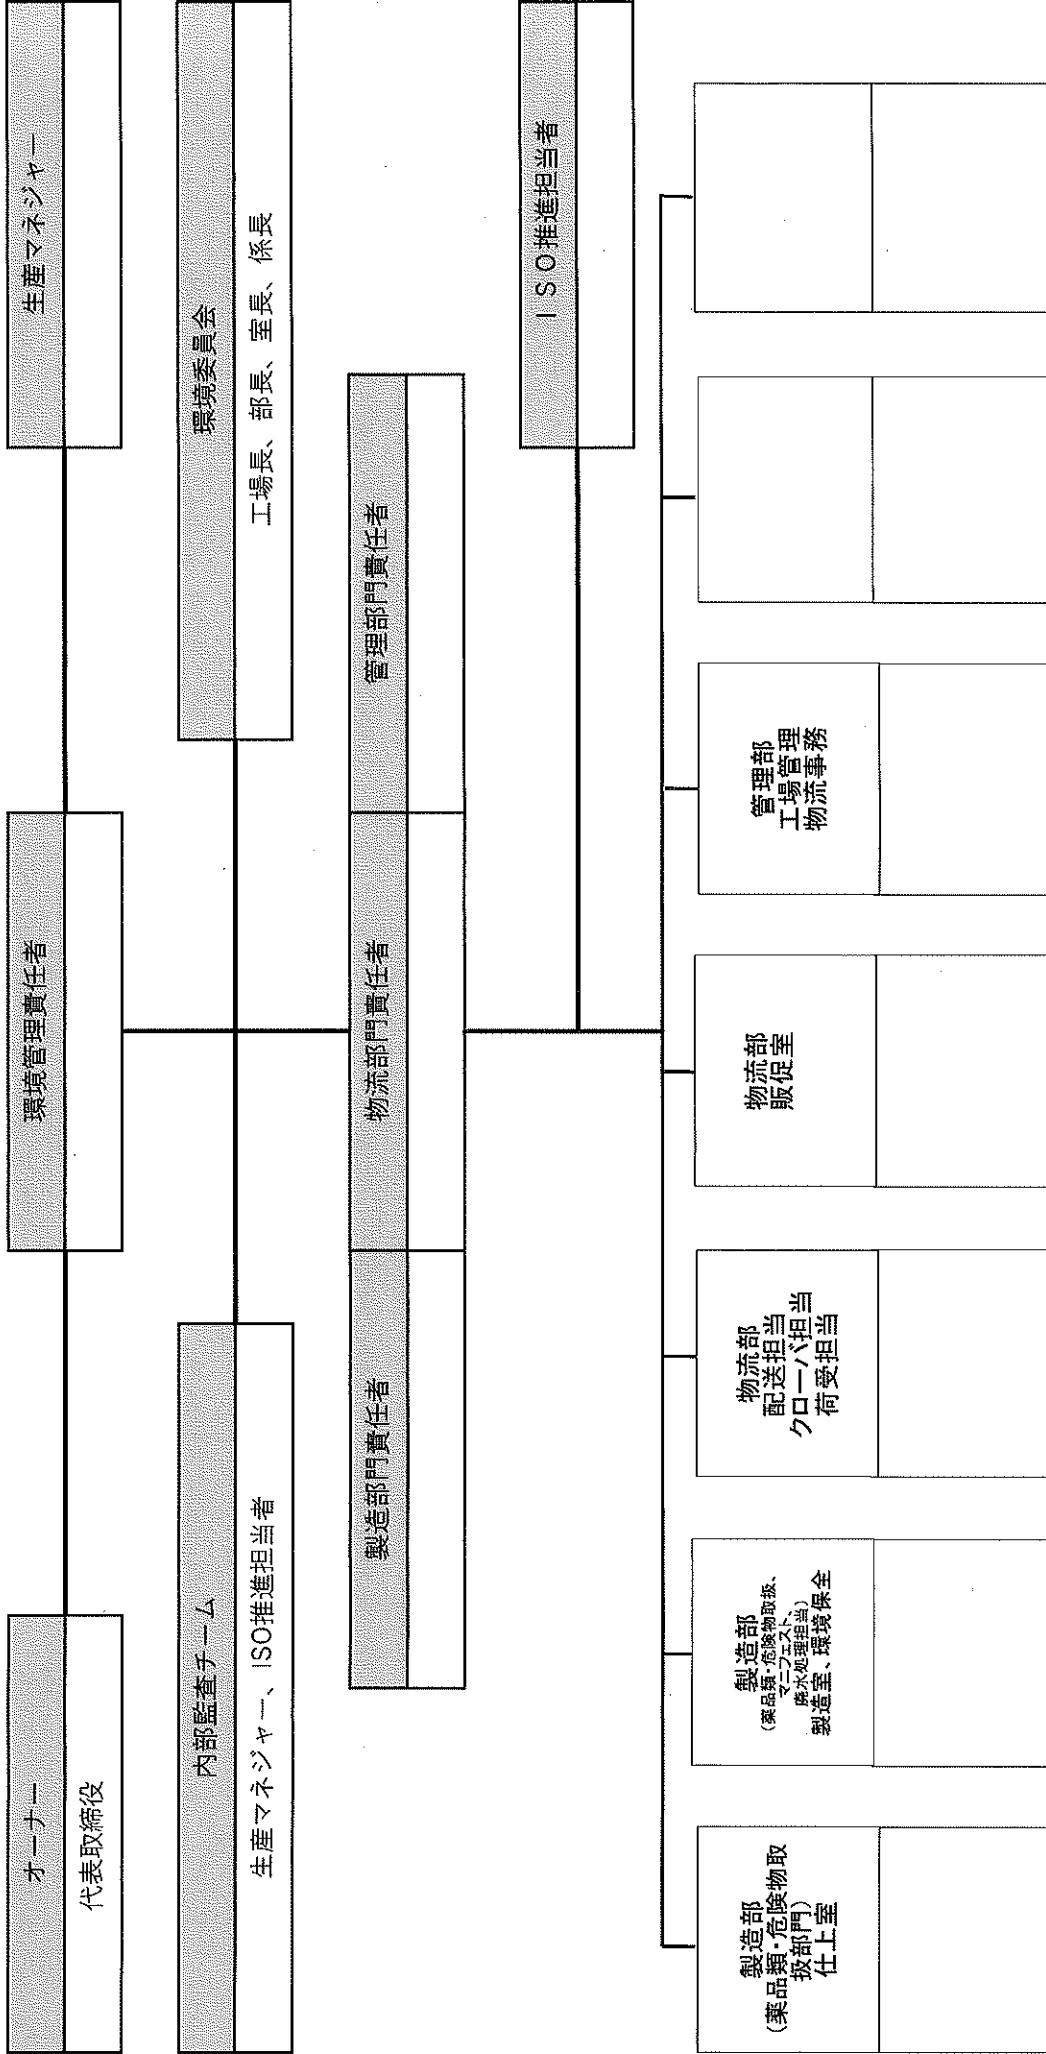 オーナー
代表取締役
環境管理責任者
生産マネジャー
内部監査チーム
生産マネジャー、ISO推進担当者
環境委員会
工場長、部長、室長、係長
製造部門責任者
物流部門責任者
管理部門責任者
ISO推進担当者
製造部
(薬品類・危険物取
扱部門)
仕上室
製造部
(薬品類・危険物取扱、
マニフェスト、
廃水処理担当)
製造室、環境保全
物流部
配送担当
クローバ担当
荷受担当
物流部
販促室
管理部
工場管理
物流事務